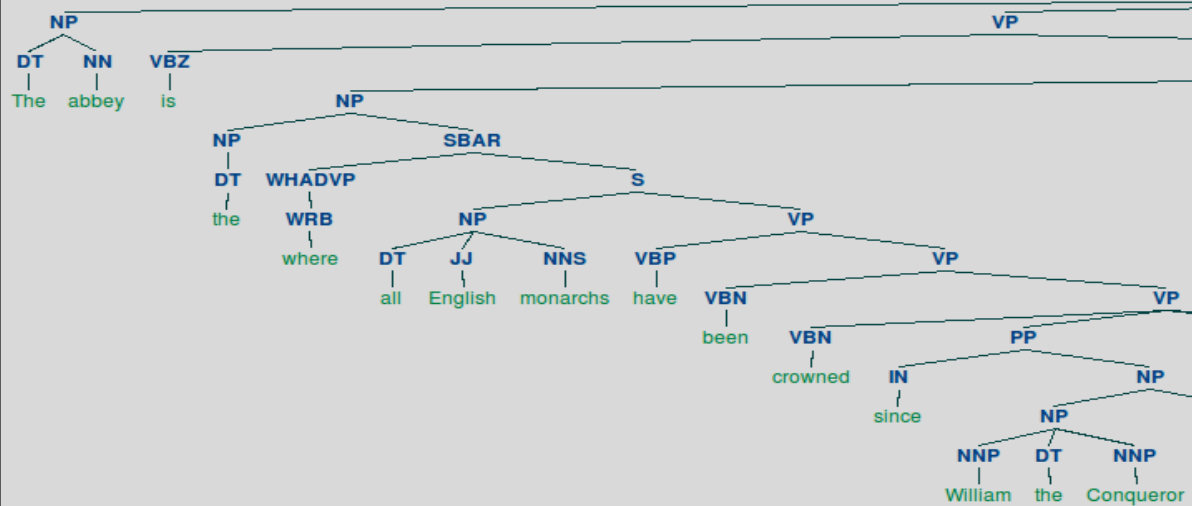 NP VP
DT NN VBZ
The abbey is
NP
NP SBAR
DT WHADVP S
the WRB NP VP
where DT JJ NNS VBP VP
all English monarchs have VBN VP
been VBN PP
crowned IN NP
since NP
NNP DT NNP
William the Conqueror